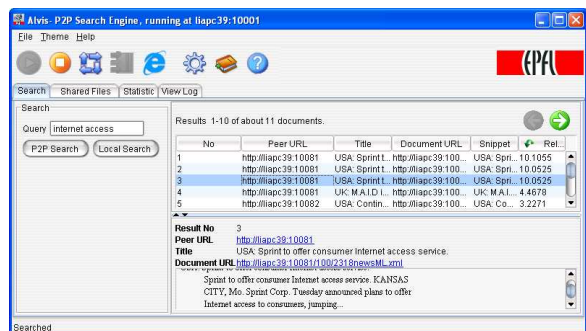 Alvis- P2P Search Engine, running at liapc39:10001
File Theme Help
EPFL
Search Shared Files Statistic View Log
Search
Query internet access
P2P Search Local Search
Results 1-10 of about 11 documents.
No Peer URL Title Document URL Snippet Rel...
1 http://liapc39:10081 USA: Sprint t... http://liapc39:100... USA: Spri... 10.1055
2 http://liapc39:10081 USA: Sprint t... http://liapc39:100... USA: Spri... 10.0525
3 http://liapc39:10081 USA: Sprint t... http://liapc39:100... USA: Spri... 10.0525
4 http://liapc39:10081 UK: M.A.I.D i... http://liapc39:100... UK: M.A.I... 4.4678
5 http://liapc39:10082 USA: Contin... http://liapc39:100... USA: Co... 3.2271
Result No 3
Peer URL http://liapc39:10081
Title USA: Sprint to offer consumer Internet access service.
Document URL http://liapc39:10081/100/2318newsML.xml
USA: Sprint to offer consumer Internet access service.
Sprint to offer consumer Internet access service. KANSAS
CITY, Mo. Sprint Corp. Tuesday announced plans to offer
Internet access to consumers, jumping...
Searched